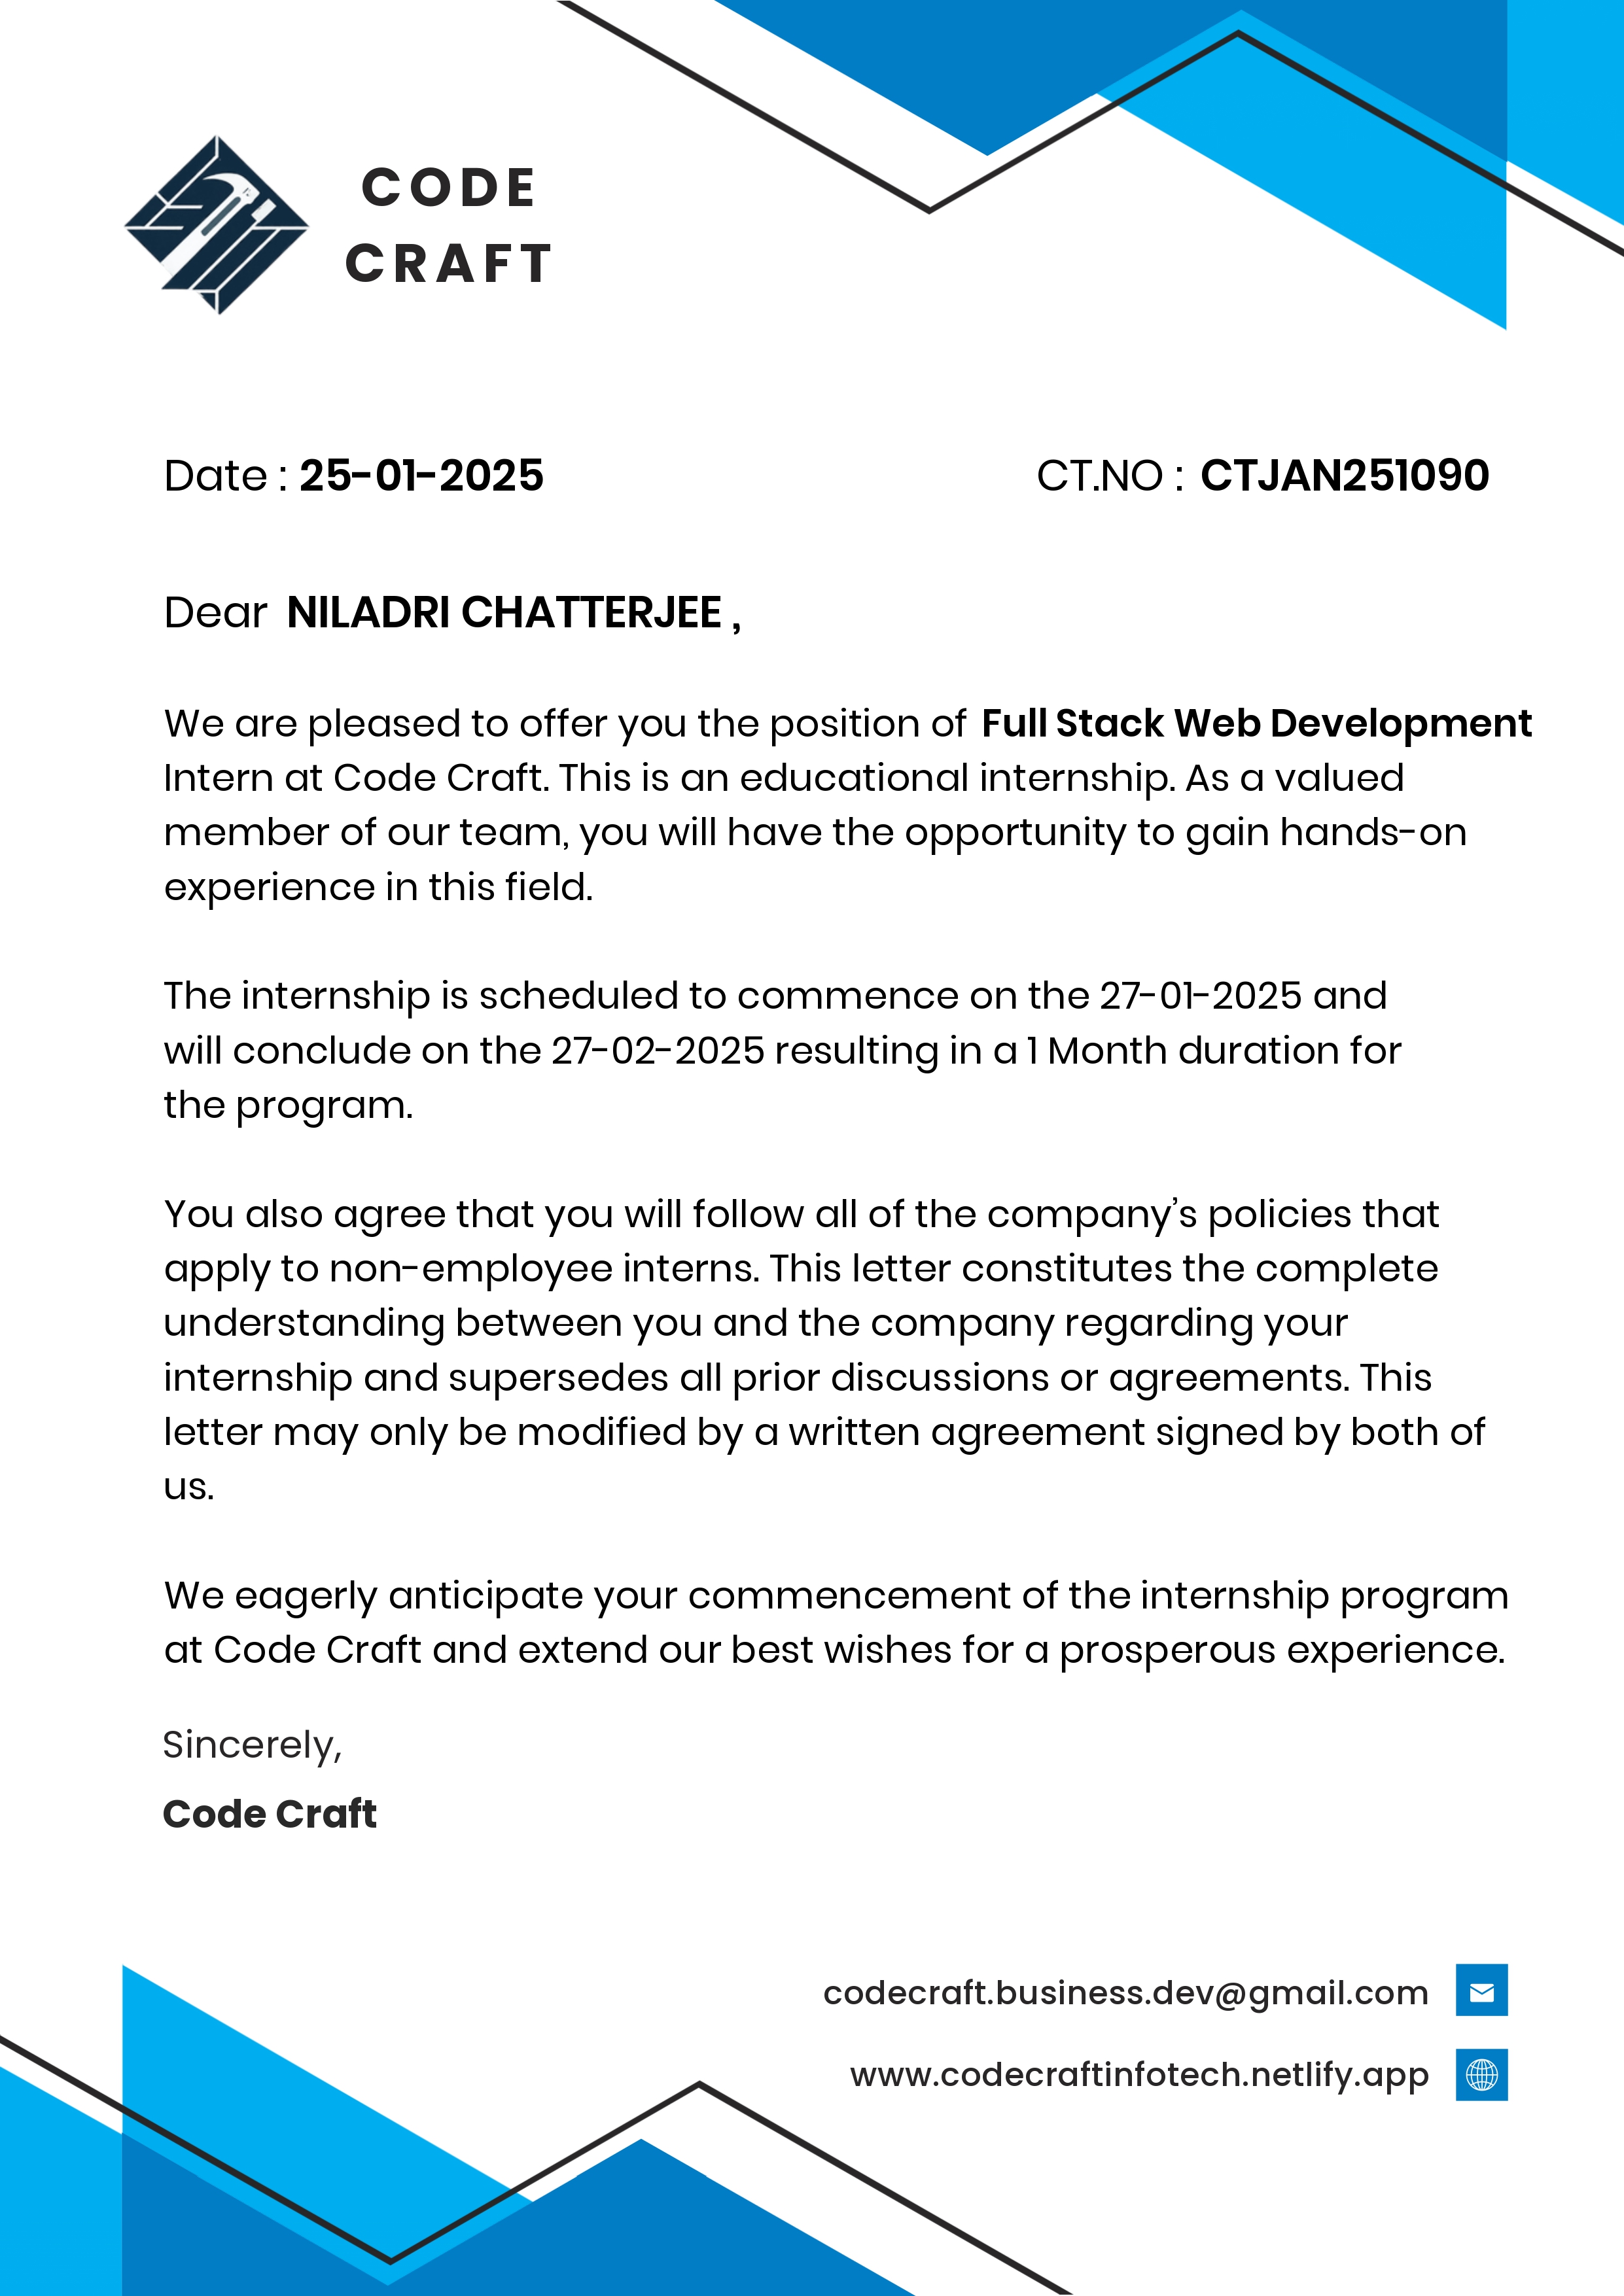 CODE
CRAFT
Date : 25-01-2025 CT.NO : CTJAN251090
Dear NILADRI CHATTERJEE ,
We are pleased to offer you the position of Full Stack Web Development
Intern at Code Craft. This is an educational internship. As a valued
member of our team, you will have the opportunity to gain hands-on
experience in this field.
The internship is scheduled to commence on the 27-01-2025 and
will conclude on the 27-02-2025 resulting in a 1 Month duration for
the program.
You also agree that you will follow all of the company’s policies that
apply to non-employee interns. This letter constitutes the complete
understanding between you and the company regarding your
internship and supersedes all prior discussions or agreements. This
letter may only be modified by a written agreement signed by both of
us.
We eagerly anticipate your commencement of the internship program
at Code Craft and extend our best wishes for a prosperous experience.
Sincerely,
Code Craft
codecraft.business.dev@gmail.com
www.codecraftinfotech.netlify.app